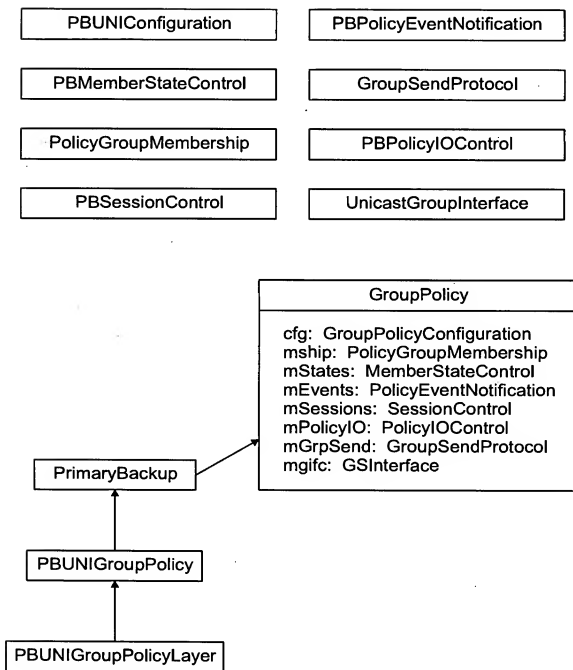 PBUNIConfiguration
PBPolicyEventNotification
PBMemberStateControl
GroupSendProtocol
PolicyGroupMembership
PBPolicyIOControl
PBSessionControl
UnicastGroupInterface
GroupPolicy
cfg: GroupPolicyConfiguration
mship: PolicyGroupMembership
mStates: MemberStateControl
mEvents: PolicyEventNotification
mSessions: SessionControl
mPolicyIO: PolicyIOControl
mGrpSend: GroupSendProtocol
mgifc: GSInterface
PrimaryBackup
PBUNIGroupPolicy
PBUNIGroupPolicyLayer